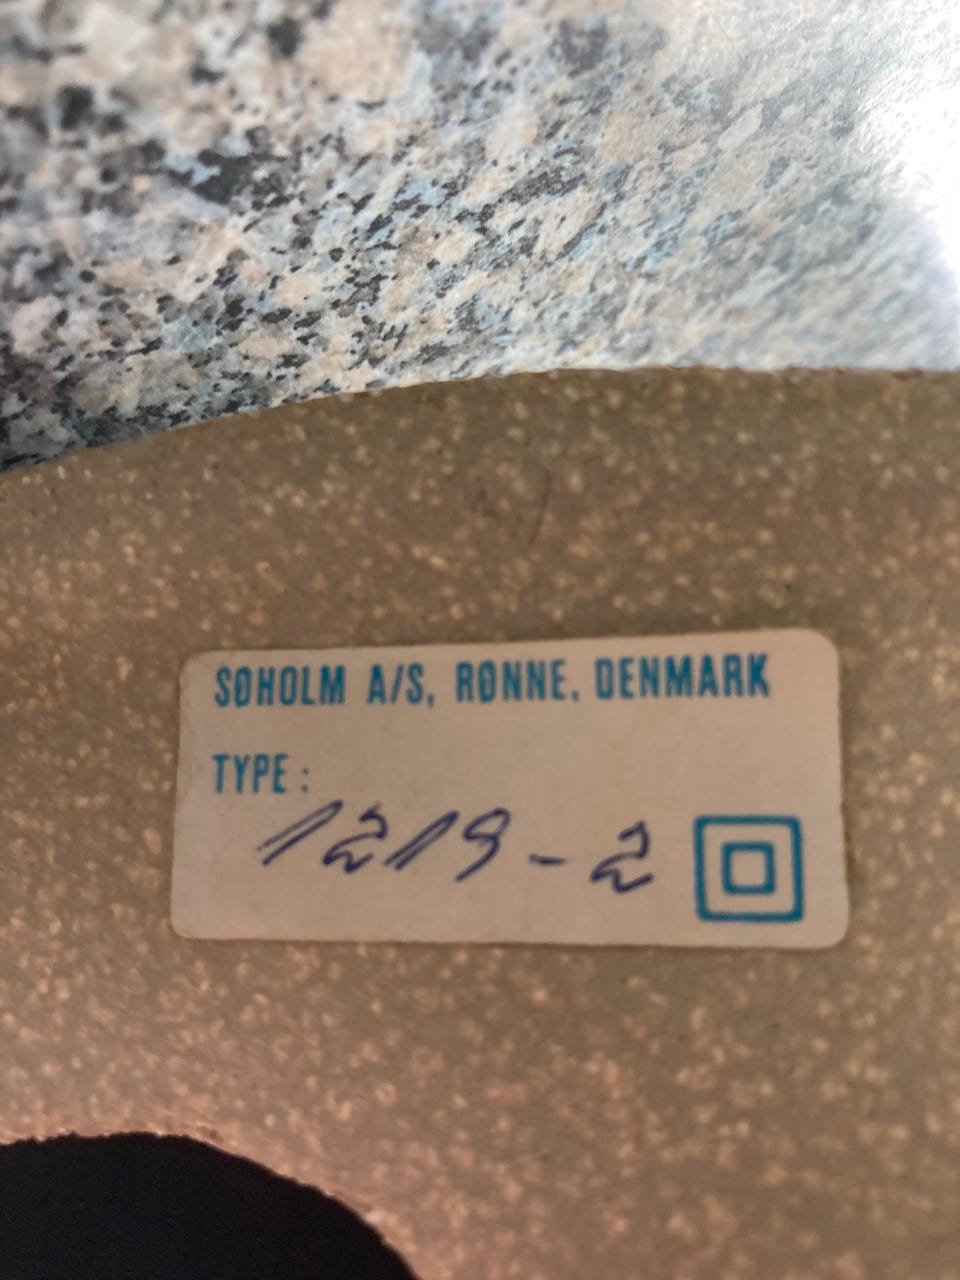 SØHOLM A/S, RØNNE. DENMARK
TYPE:
1219-2